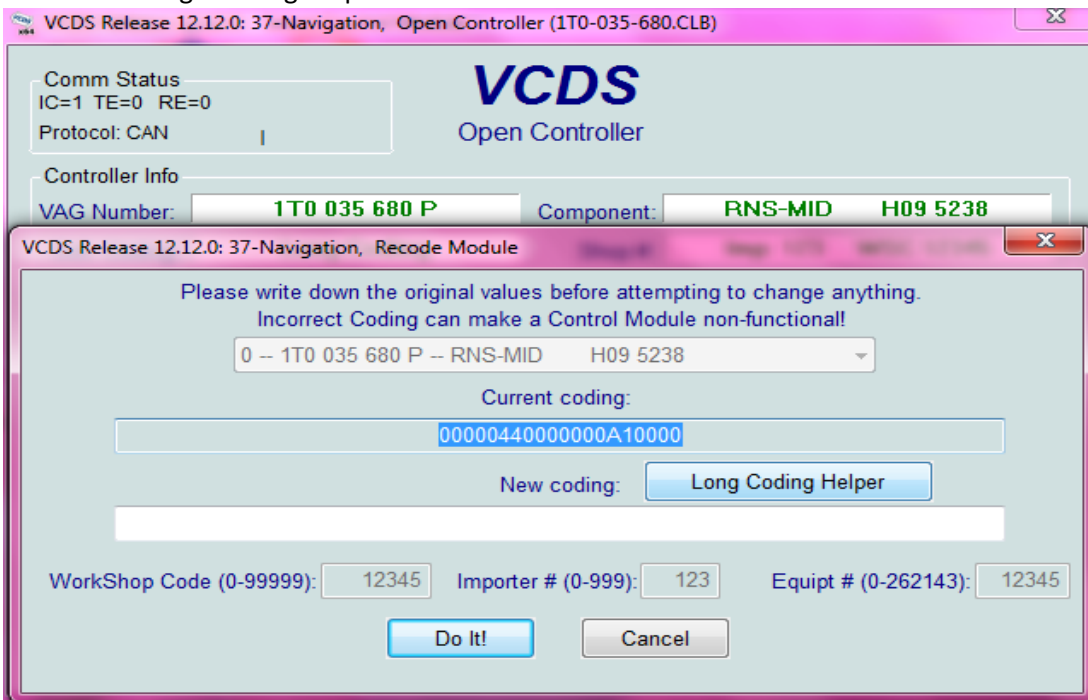 VCDS Release 12.12.0: 37-Navigation, Open Controller (1T0-035-680.CLB)
Comm Status
IC=1 TE=0 RE=0
Protocol: CAN
VCDS
Open Controller
Controller Info
VAG Number: 1T0 035 680 P Component: RNS-MID H09 5238
VCDS Release 12.12.0: 37-Navigation, Recode Module
Please write down the original values before attempting to change anything.
Incorrect Coding can make a Control Module non-functional!
0 -- 1T0 035 680 P -- RNS-MID H09 5238
Current coding:
00000440000000A10000
New coding: Long Coding Helper
WorkShop Code (0-99999): 12345 Importer # (0-999): 123 Equipt # (0-262143): 12345
Do It! Cancel